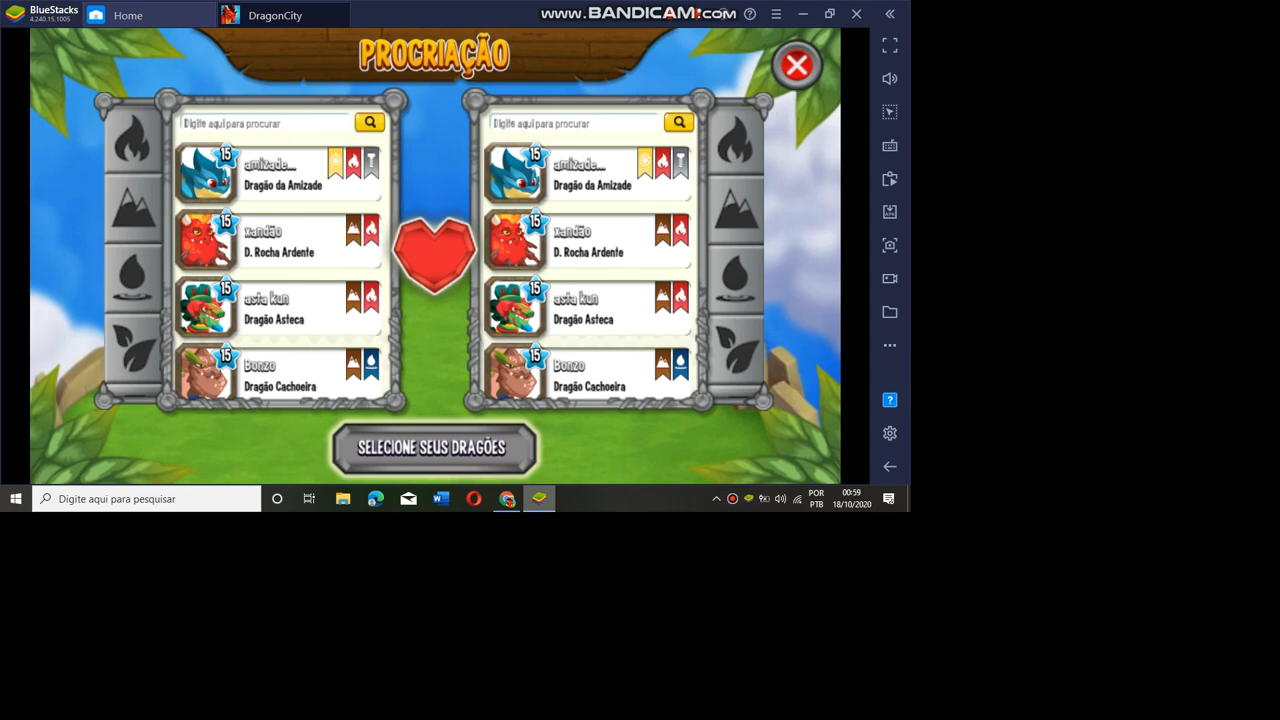 BlueStacks
4.240.15.1005
Home
DragonCity
www.BANDICAM.com
PROCRIAÇÃO
Digite aqui para procurar
15
amizade...
Dragão da Amizade
15
xandão
D. Rocha Ardente
15
asta kun
Dragão Asteca
15
Bonzo
Dragão Cachoeira
Digite aqui para procurar
15
amizade...
Dragão da Amizade
15
xandão
D. Rocha Ardente
15
asta kun
Dragão Asteca
15
Bonzo
Dragão Cachoeira
SELECIONE SEUS DRAGÕES
Digite aqui para pesquisar
POR
PTB
00:59
18/10/2020